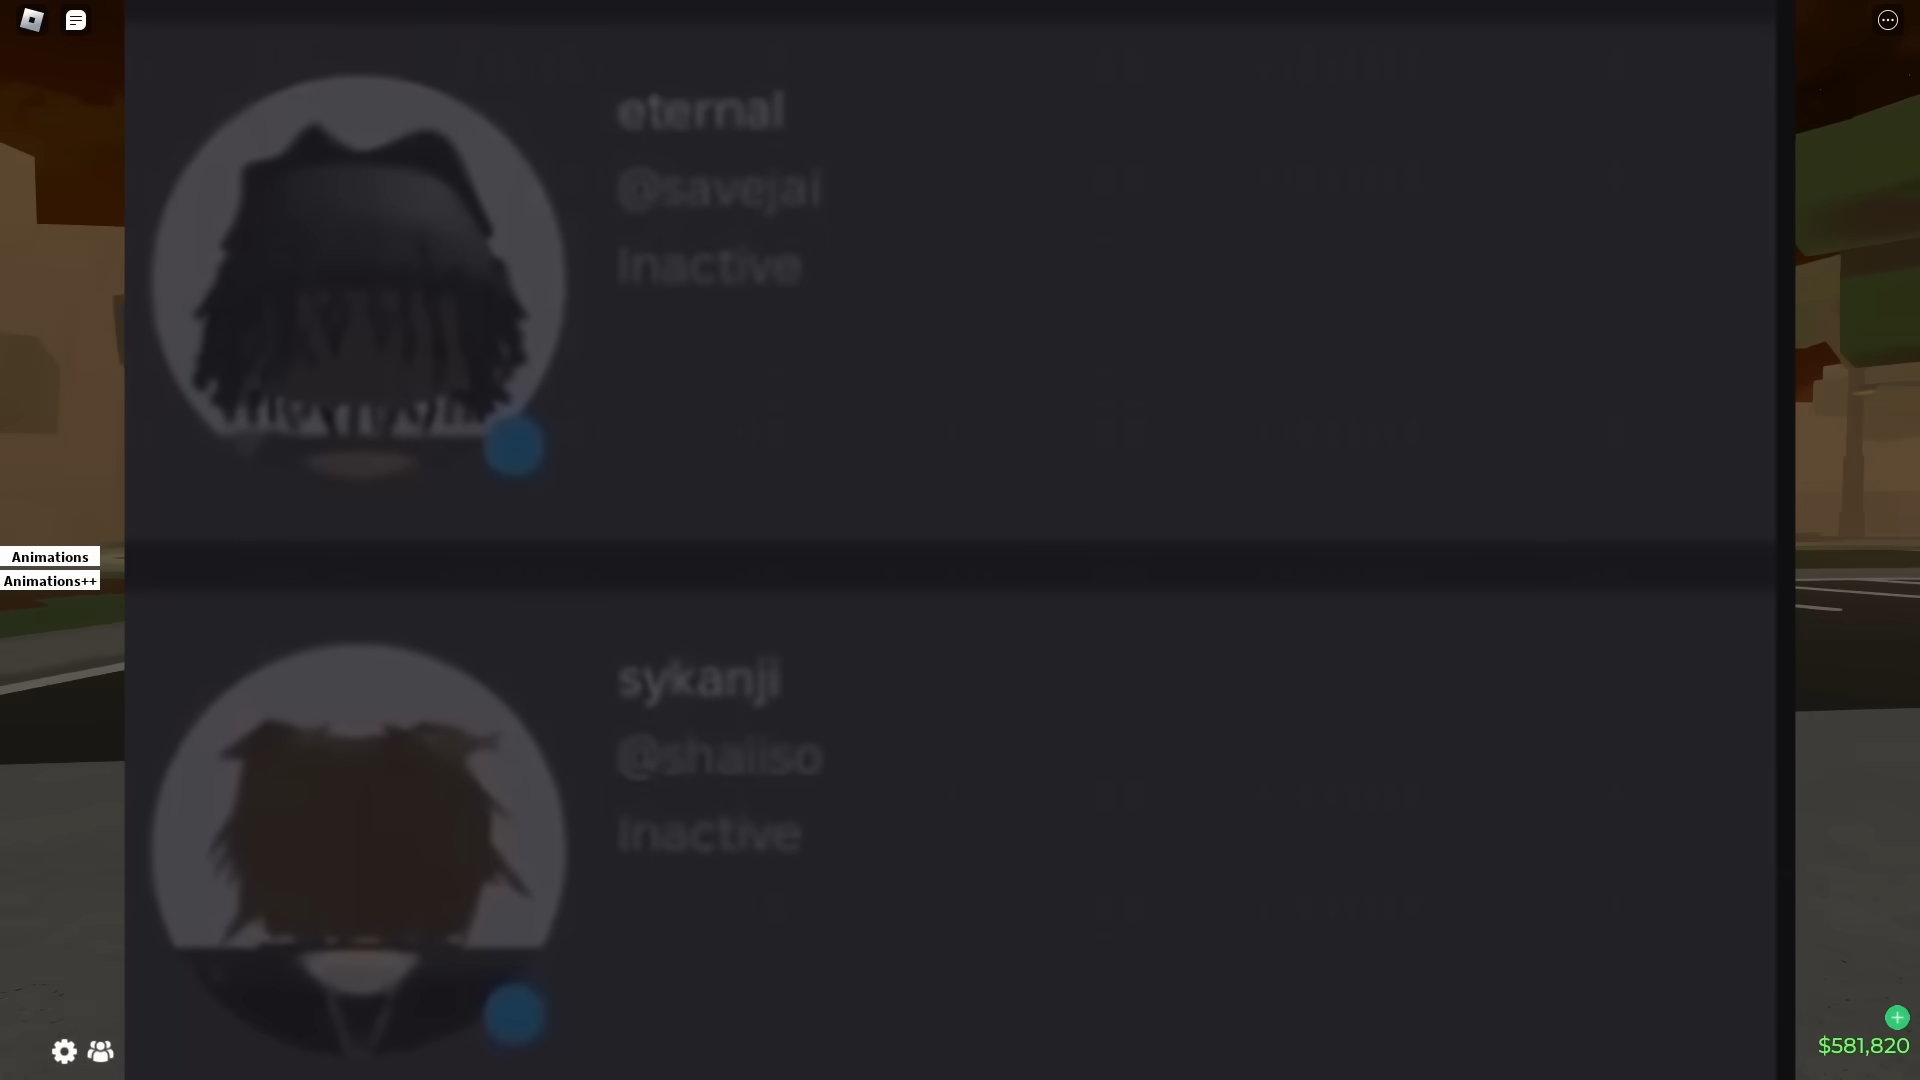 eternal
@savejai
Inactive
Animations
Animations++
sykanji
@shaiiso
Inactive
$581,820